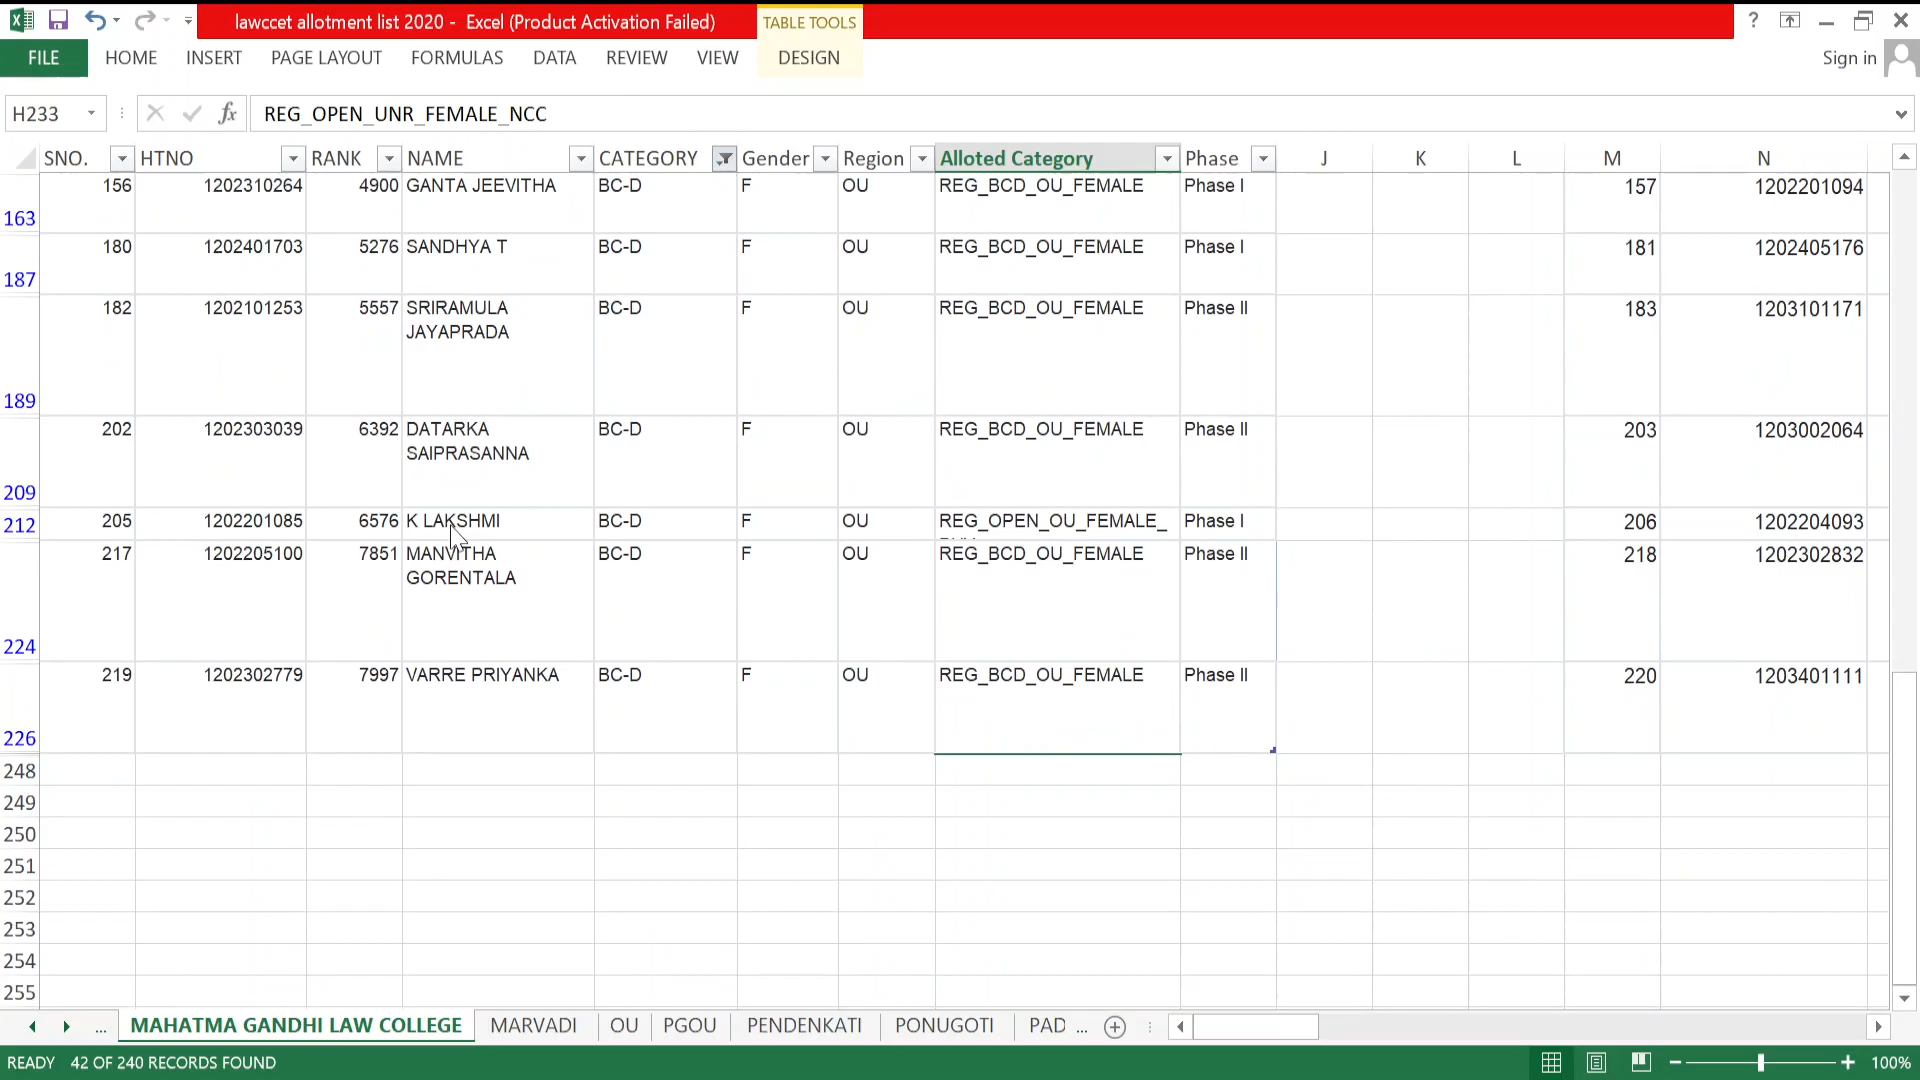 lawccet allotment list 2020 - Excel (Product Activation Failed) TABLE TOOLS ?
FILE HOME INSERT PAGE LAYOUT FORMULAS DATA REVIEW VIEW DESIGN Sign in
H233 fx REG_OPEN_UNR_FEMALE_NCC
SNO. HTNO RANK NAME CATEGORY Gender Region Alloted Category Phase J K L M N
156 1202310264 4900 GANTA JEEVITHA BC-D F OU REG_BCD_OU_FEMALE Phase I 157 1202201094
163
180 1202401703 5276 SANDHYA T BC-D F OU REG_BCD_OU_FEMALE Phase I 181 1202405176
187
182 1202101253 5557 SRIRAMULA BC-D F OU REG_BCD_OU_FEMALE Phase II 183 1203101171
JAYAPRADA
189
202 1202303039 6392 DATARKA BC-D F OU REG_BCD_OU_FEMALE Phase II 203 1203002064
SAIPRASANNA
209
212 205 1202201085 6576 K LAKSHMI BC-D F OU REG_OPEN_OU_FEMALE_ Phase I 206 1202204093
217 1202205100 7851 MANVITHA BC-D F OU REG_BCD_OU_FEMALE Phase II 218 1202302832
GORENTALA
224
219 1202302779 7997 VARRE PRIYANKA BC-D F OU REG_BCD_OU_FEMALE Phase II 220 1203401111
226
248
249
250
251
252
253
254
255
... MAHATMA GANDHI LAW COLLEGE MARVADI OU PGOU PENDENKATI PONUGOTI PAD ...
READY 42 OF 240 RECORDS FOUND 100%